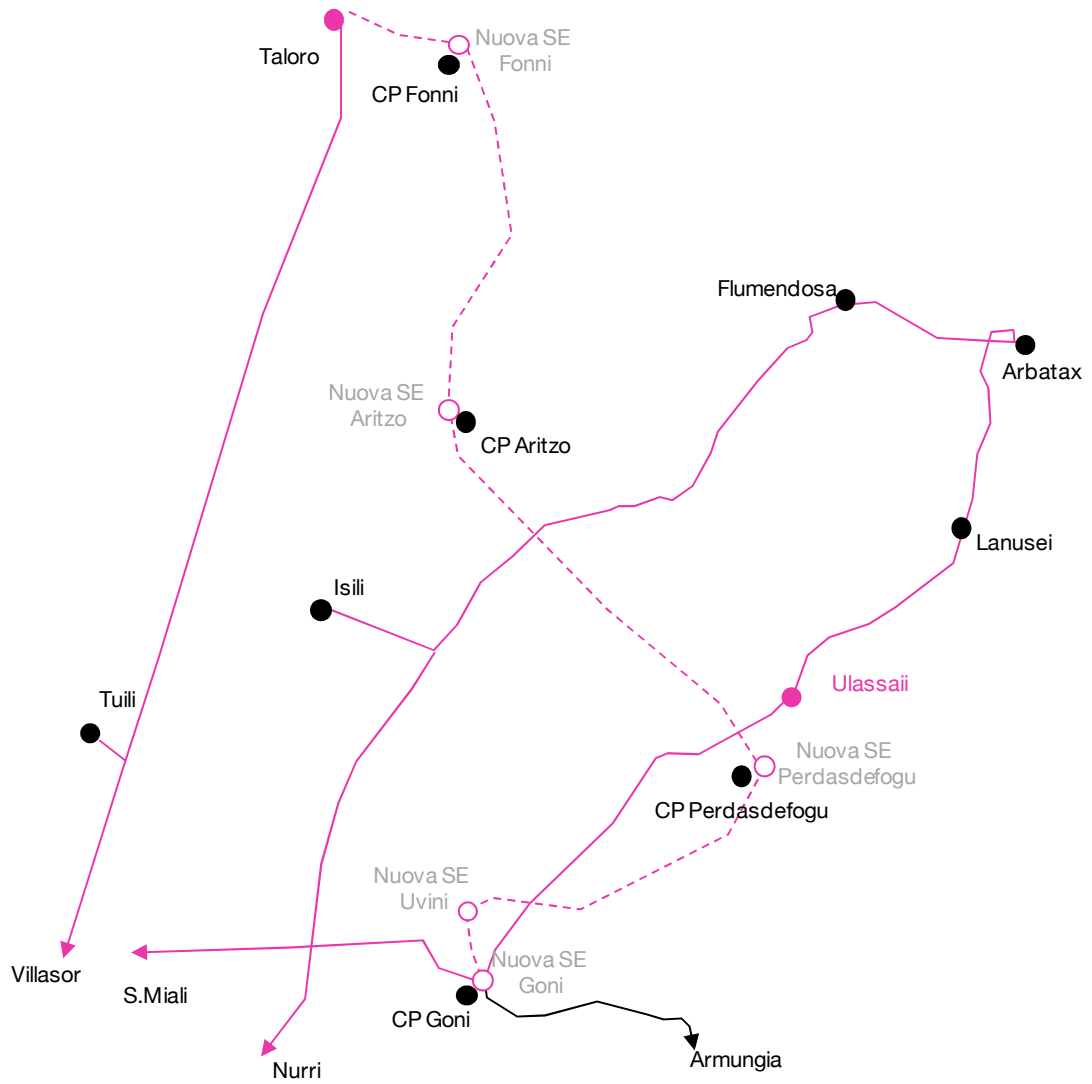 Nuova SE
Fonni
Taloro
CP Fonni
Flumendosa
Arbatax
Nuova SE
Aritzo
CP Aritzo
Lanusei
Isili
Ulassaii
Tuili
Nuova SE
Perdasdefogu
CP Perdasdefogu
Nuova SE
Uvini
Nuova SE
Goni
Villasor
S.Miali
CP Goni
Armungia
Nurri